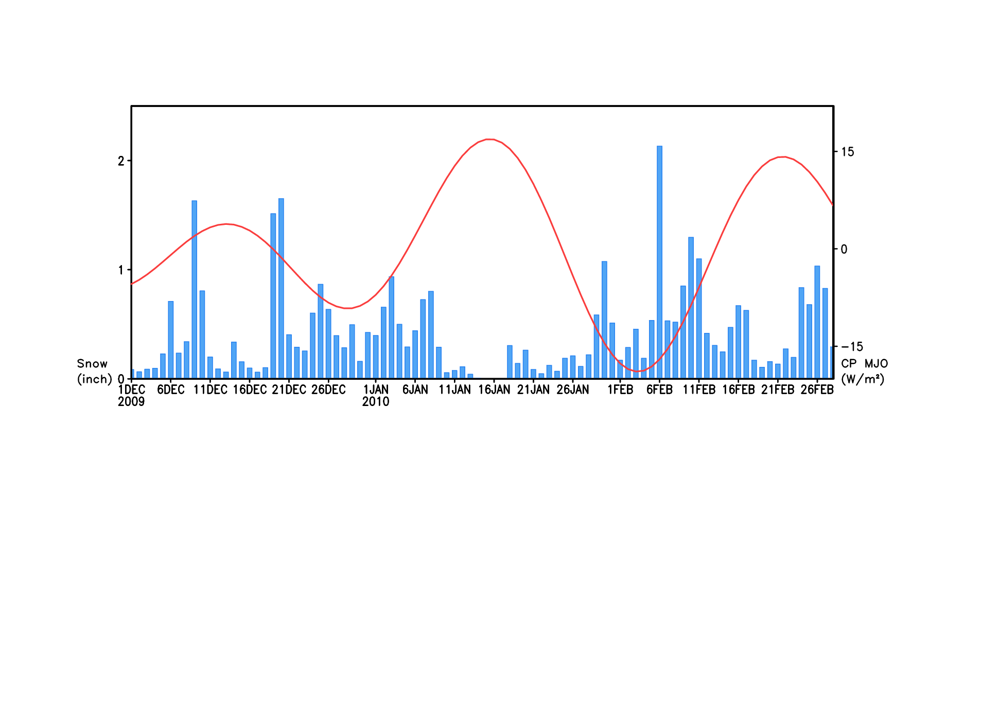 2
1
0
Snow
(inch)
15
0
-15
CP MJO
(W/m²)
1DEC 6DEC 11DEC 16DEC 21DEC 26DEC 1JAN 6JAN 11JAN 16JAN 21JAN 26JAN 1FEB 6FEB 11FEB 16FEB 21FEB 26FEB
2009 2010